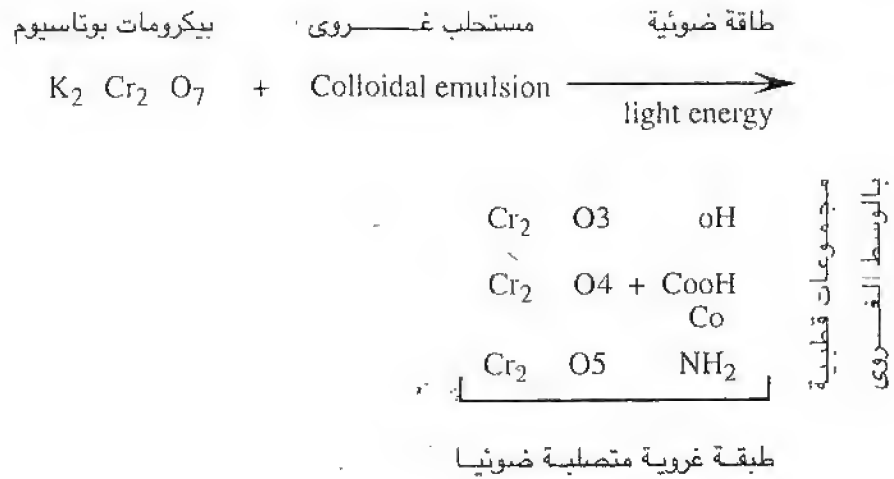 بيكرومات بوتاسيوم مستحلب غروى طاقة ضوئية
K₂ Cr₂ O₇ + Colloidal emulsion
light energy
Cr₂ O3 oH
Cr₂ O4 + CooH
Co
Cr₂ O5 NH₂
مجموعات قطبية
بالوسط الغروى
طبقة غروية متصلبة ضوئيا